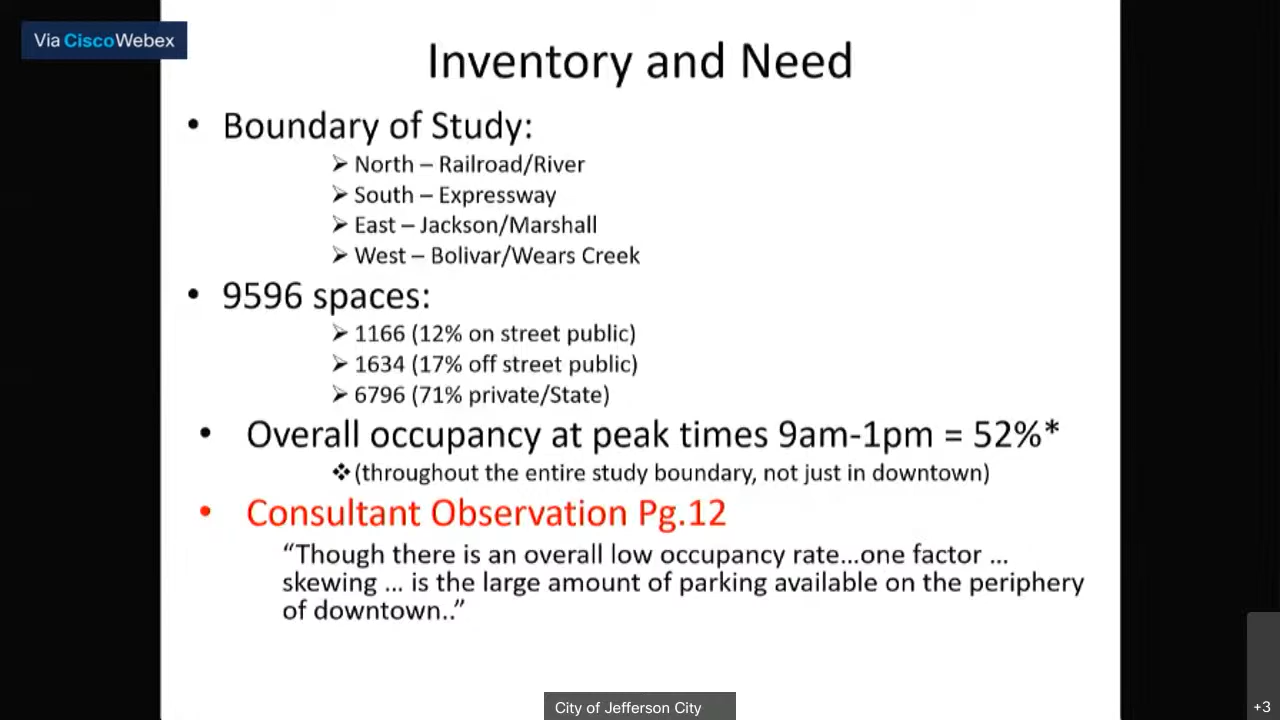 Via CiscoWebex
Inventory and Need
• Boundary of Study:
➢ North – Railroad/River
➢ South – Expressway
➢ East – Jackson/Marshall
➢ West – Bolivar/Wears Creek
• 9596 spaces:
➢ 1166 (12% on street public)
➢ 1634 (17% off street public)
➢ 6796 (71% private/State)
• Overall occupancy at peak times 9am-1pm = 52%*
❖ (throughout the entire study boundary, not just in downtown)
• Consultant Observation Pg.12
“Though there is an overall low occupancy rate…one factor …
skewing … is the large amount of parking available on the periphery
of downtown..”
City of Jefferson City
+3